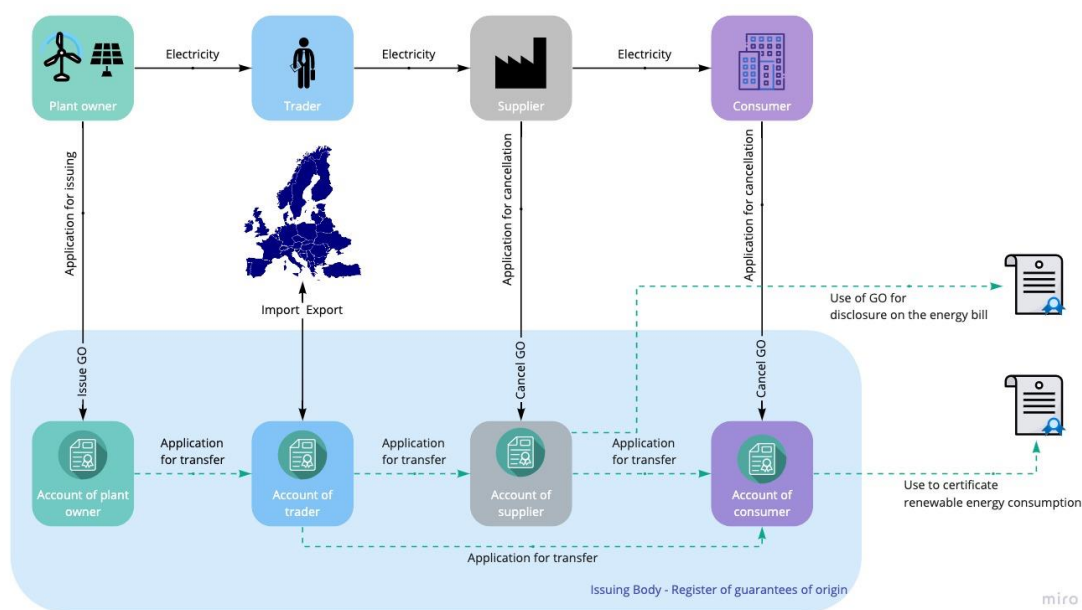 Electricity
Electricity
Electricity
Plant owner
Trader
Supplier
Consumer
Application for issuing
Application for cancellation
Application for cancellation
Import Export
Use of GO for
disclosure on the energy bill
Issue GO
Cancel GO
Cancel GO
Application
for transfer
Application
for transfer
Application
for transfer
Account of plant
owner
Account of
trader
Account of
supplier
Account of
consumer
Use to certificate
renewable energy consumption
Application for transfer
Issuing Body - Register of guarantees of origin
miro